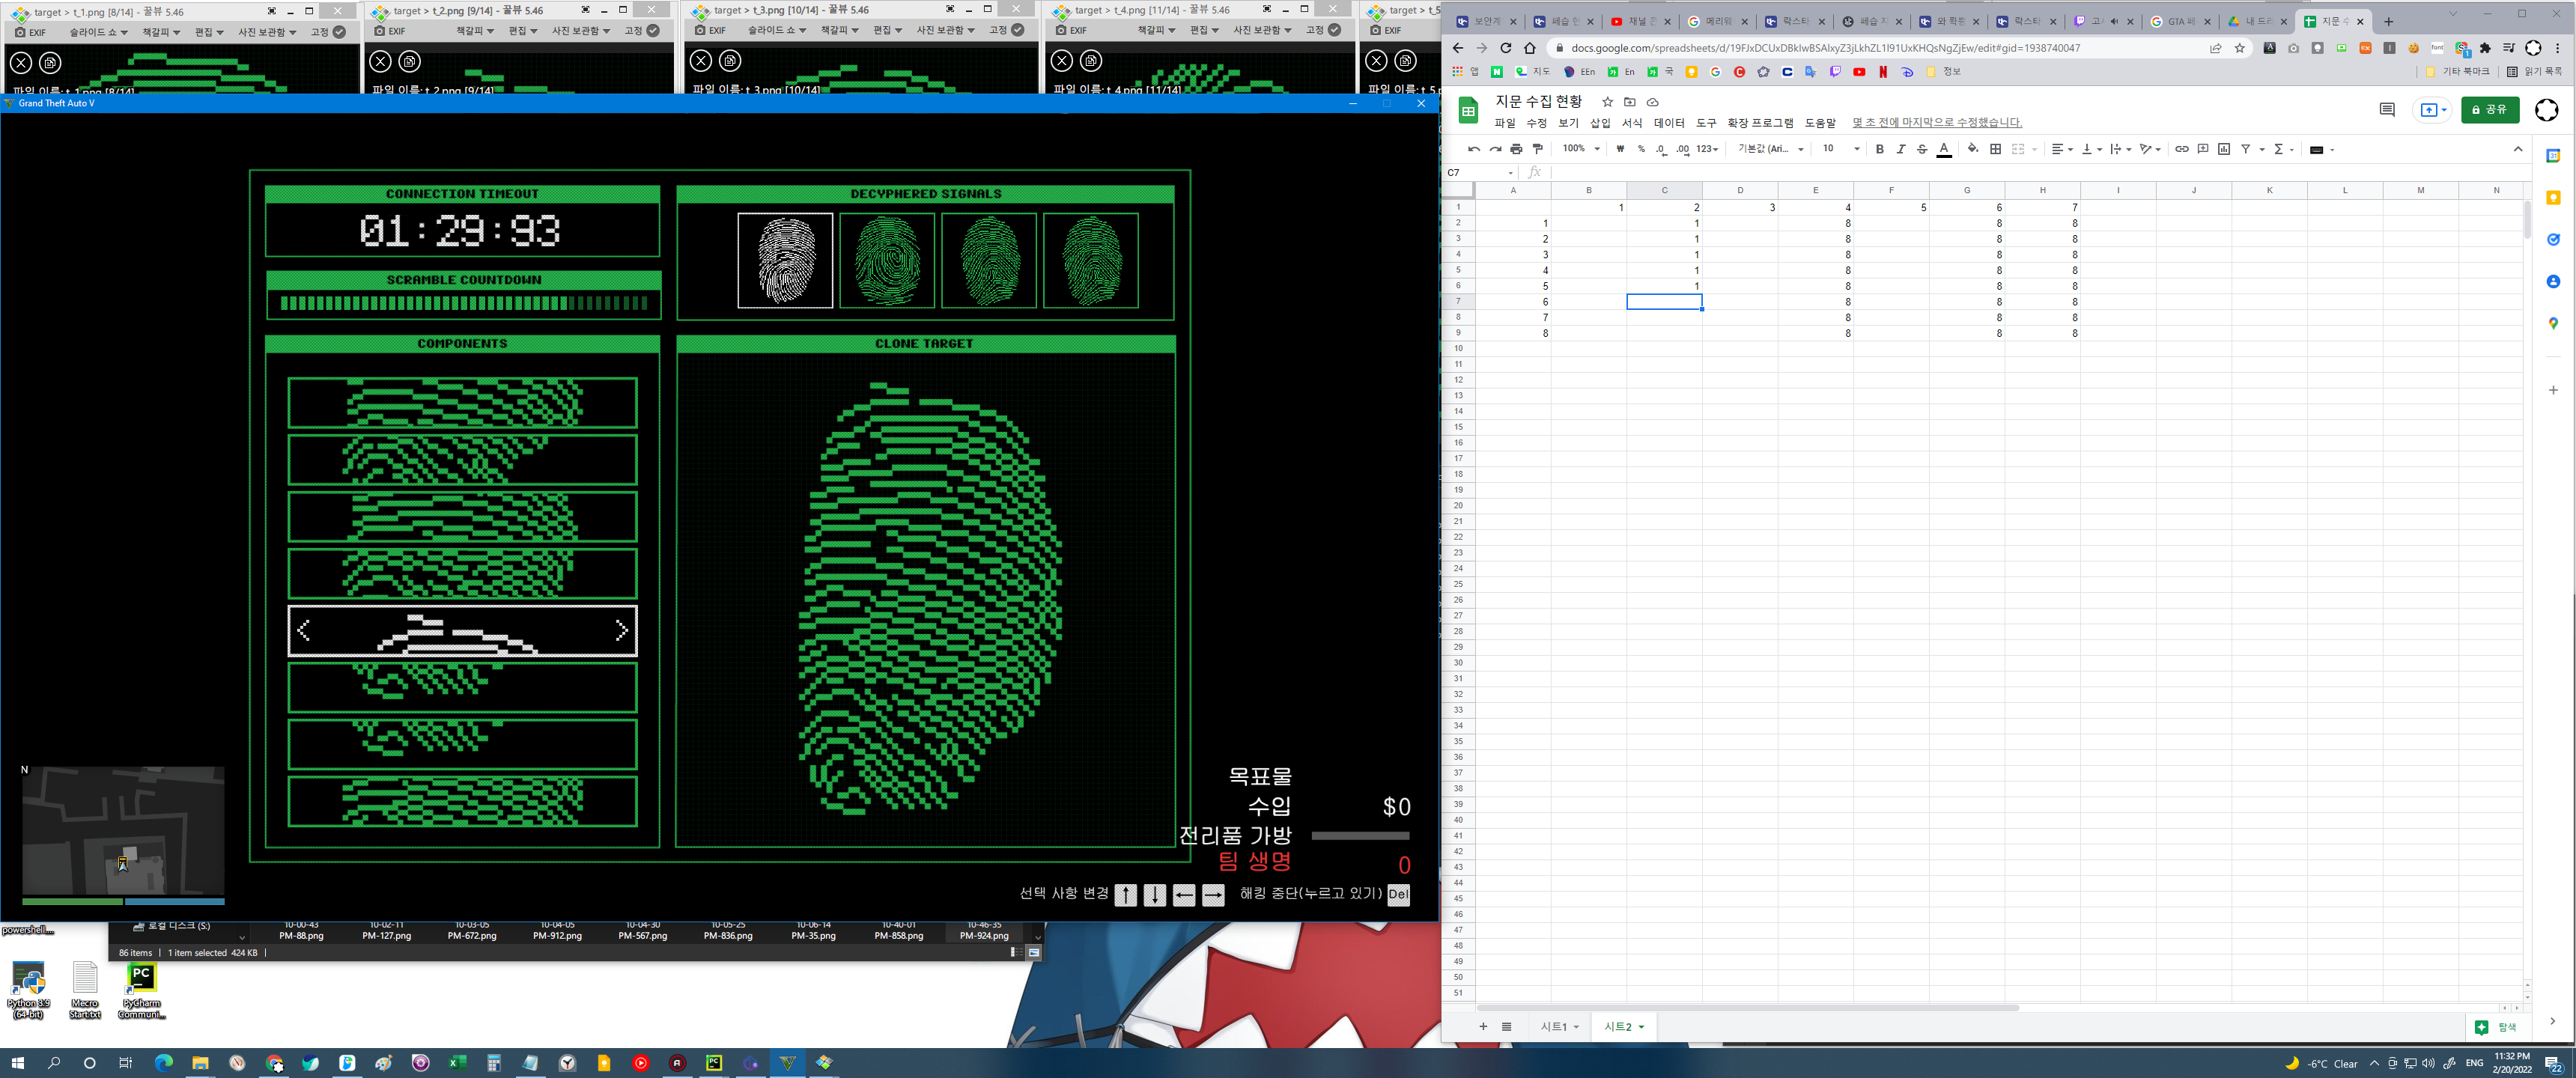 target > t_1.png [8/14] - 꿀뷰 5.46
EXIF 슬라이드 쇼 책갈피 편집 사진 보관함 고정
파일 이름: t_1.png [8/14]
target > t_2.png [9/14] - 꿀뷰 5.46
EXIF 책갈피 편집 사진 보관함 고정
파일 이름: t_2.png [9/14]
target > t_3.png [10/14] - 꿀뷰 5.46
EXIF 슬라이드 쇼 책갈피 편집 사진 보관함 고정
파일 이름: t_3.png [10/14]
target > t_4.png [11/14] - 꿀뷰 5.46
EXIF 책갈피 편집 사진 보관함 고정
파일 이름: t_4.png [11/14]
target > t_5
EXIF
파일 이름: t_5
Grand Theft Auto V
CONNECTION TIMEOUT
01:29:93
SCRAMBLE COUNTDOWN
COMPONENTS
DECYPHERED SIGNALS
CLONE TARGET
N
목표물
수입 $0
전리품 가방
팀 생명 0
선택 사항 변경 ↑ ↓ ← → 해킹 중단(누르고 있기) Del
로컬 디스크 (S:)
10-00-43 PM-88.png
10-02-11 PM-127.png
10-03-05 PM-672.png
10-04-05 PM-912.png
10-04-30 PM-567.png
10-05-25 PM-836.png
10-06-14 PM-35.png
10-40-01 PM-858.png
10-46-35 PM-924.png
86 items 1 item selected 424 KB
powershell....
Python 3.9 (64-bit)
Mecro Start.txt
PyCharm Communi...
보안계 페습 현 채널 콘 메리워 락스타 페습 지 와 확황 락스타 고 GTA 페 내 드라 지문 수
docs.google.com/spreadsheets/d/19FJxDCUxDBkIwBSAlxyZ3jLkhZL1l91UxKHQsNgZjEw/edit#gid=1938740047
앱 지도 EEn En 국 정보 기타 북마크 읽기 목록
지문 수집 현황
파일 수정 보기 삽입 서식 데이터 도구 확장 프로그램 도움말 몇 초 전에 마지막으로 수정했습니다.
공유
100% ₩ % .0 .00 123 기본값 (Ari... 10 B I S A
C7 fx
A B C D E F G H I J K L M N
1 1 2 3 4 5 6 7
2 1 1 8 8 8
3 2 1 8 8 8
4 3 1 8 8 8
5 4 1 8 8 8
6 5 1 8 8 8
7 6 8 8 8
8 7 8 8 8
9 8 8 8 8
10
11
12
13
14
15
16
17
18
19
20
21
22
23
24
25
26
27
28
29
30
31
32
33
34
35
36
37
38
39
40
41
42
43
44
45
46
47
48
49
50
51
시트1 시트2 탐색
-6°C Clear ENG 11:32 PM
2/20/2022 22